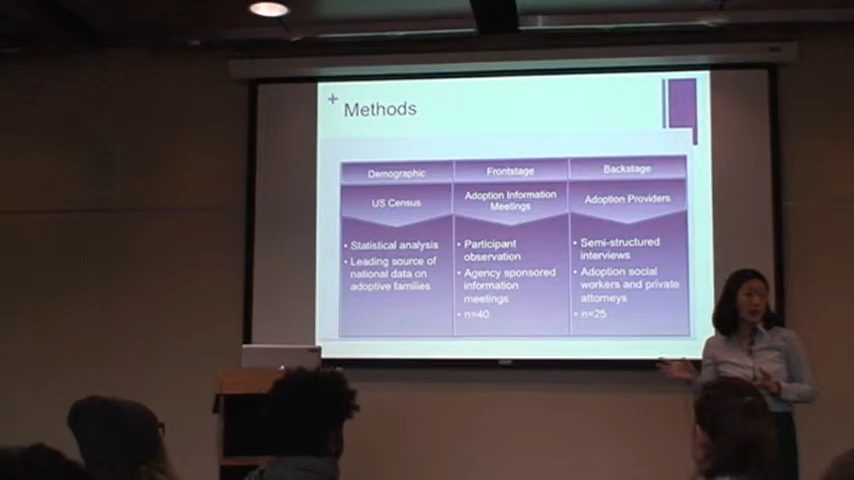 +
Methods
Demographic
Frontstage
Backstage
US Census
Adoption Information
Meetings
Adoption Providers
• Statistical analysis
• Leading source of
national data on
adoptive families
• Participant
observation
• Agency sponsored
information
meetings
• n=40
• Semi-structured
interviews
• Adoption social
workers and private
attorneys
• n=25